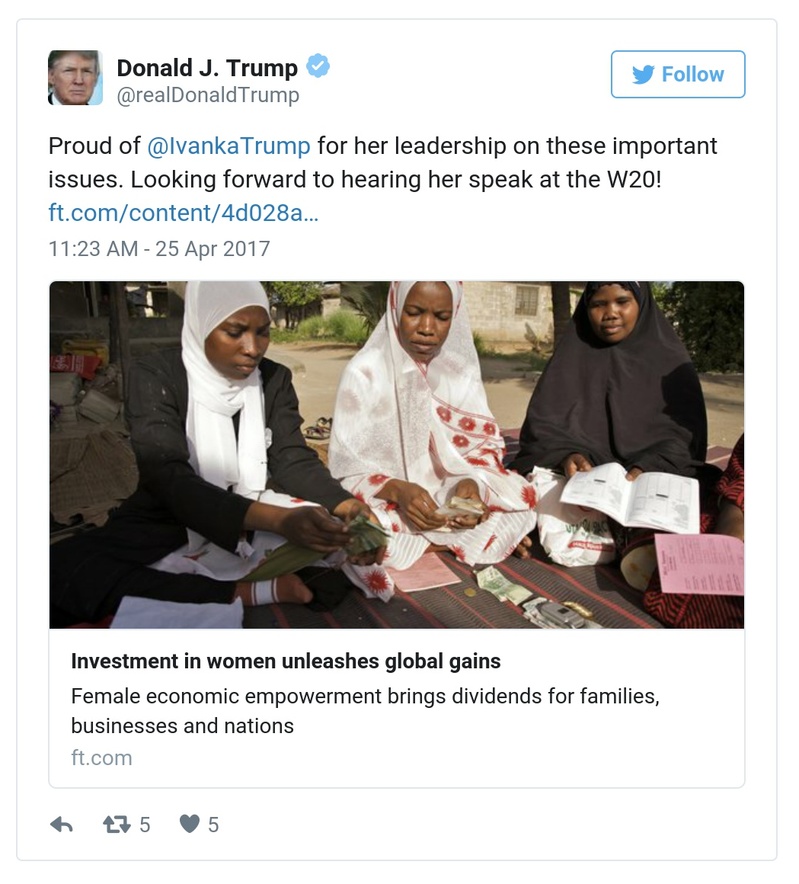 Donald J. Trump
@realDonaldTrump
Follow
Proud of @IvankaTrump for her leadership on these important
issues. Looking forward to hearing her speak at the W20!
ft.com/content/4d028a…
11:23 AM - 25 Apr 2017
Investment in women unleashes global gains
Female economic empowerment brings dividends for families,
businesses and nations
ft.com
5
5